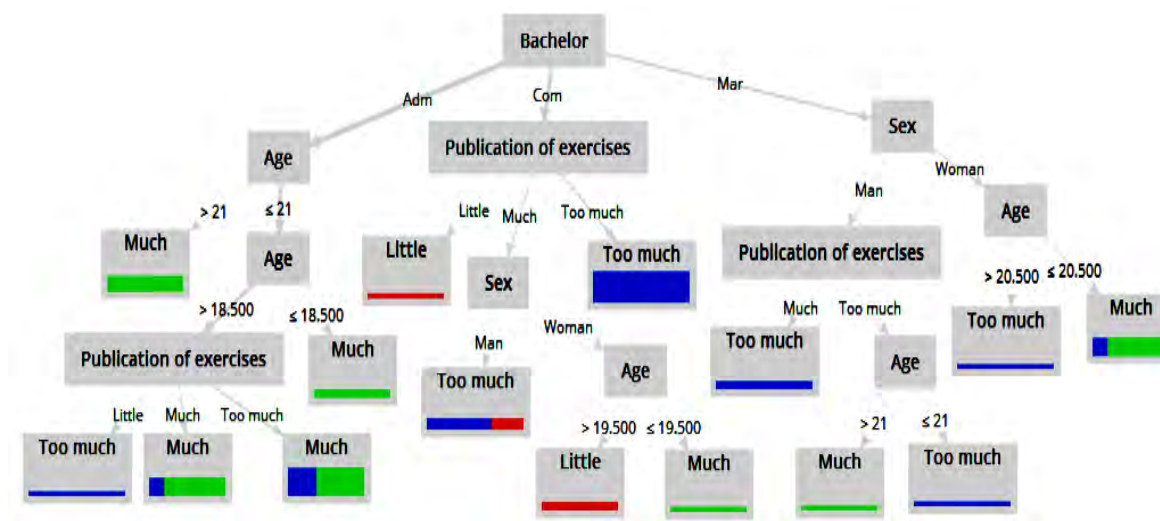 Bachelor
Adm
Com
Mar
Age
Publication of exercises
Sex
Man
Woman
> 21
≤ 21
Little
Much
Too much
Age
Much
Age
Little
Sex
Too much
Publication of exercises
> 18.500
≤ 18.500
Man
Woman
Much
Too much
> 20.500
≤ 20.500
Publication of exercises
Much
Too much
Age
Too much
Age
Too much
Much
Little
Much
Too much
> 19.500
≤ 19.500
> 21
≤ 21
Too much
Much
Much
Little
Much
Much
Too much